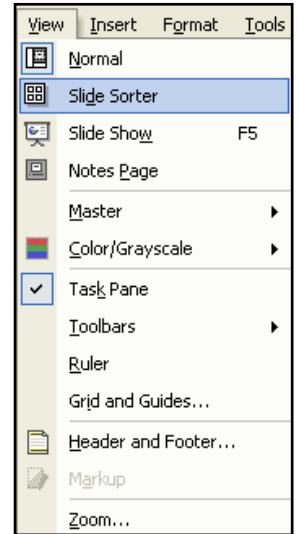 View Insert Format Tools
Normal
Slide Sorter
Slide Show F5
Notes Page
Master
Color/Grayscale
Task Pane
Toolbars
Ruler
Grid and Guides...
Header and Footer...
Markup
Zoom...